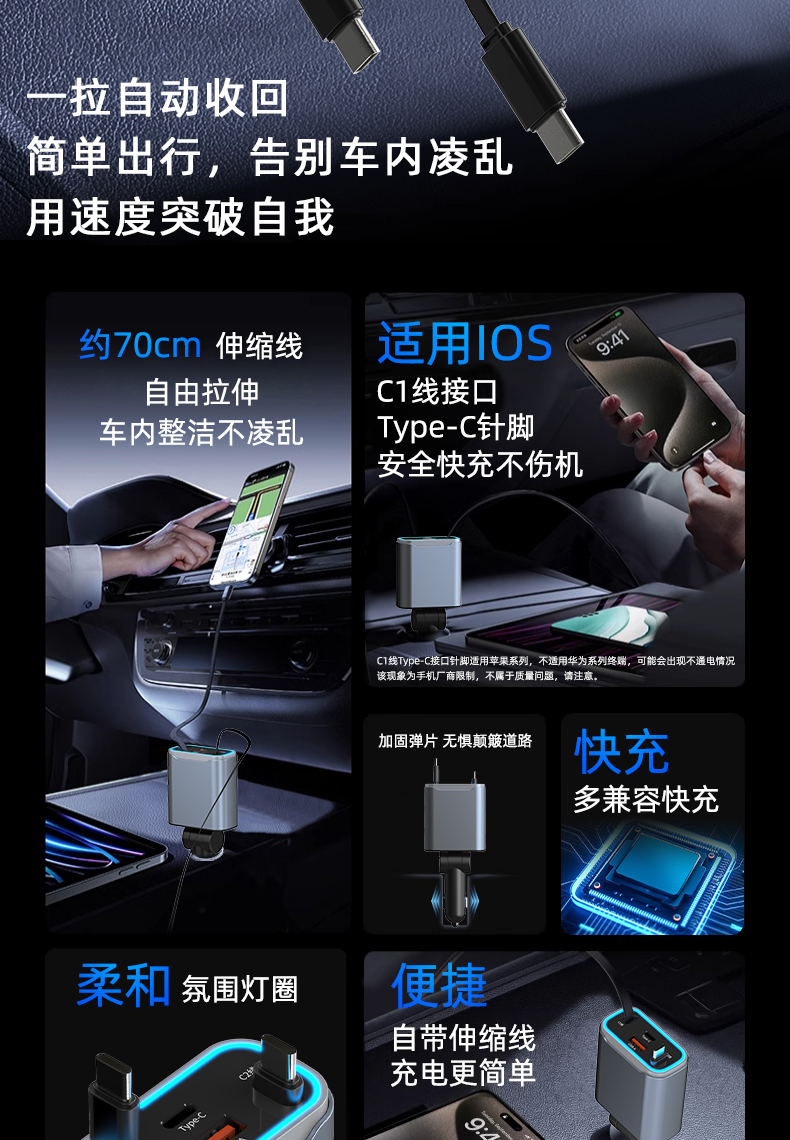 一拉自动收回
简单出行，告别车内凌乱
用速度突破自我
约70cm 伸缩线
自由拉伸
车内整洁不凌乱
适用IOS
C1线接口
Type-C针脚
安全快充不伤机
9:41
C1线Type-C接口针脚适用苹果系列，不适用华为系列终端，可能会出现不通电情况
该现象为手机厂商限制，不属于质量问题，请注意。
加固弹片 无惧颠簸道路
快充
多兼容快充
柔和 氛围灯圈
Type-C
便捷
自带伸缩线
充电更简单